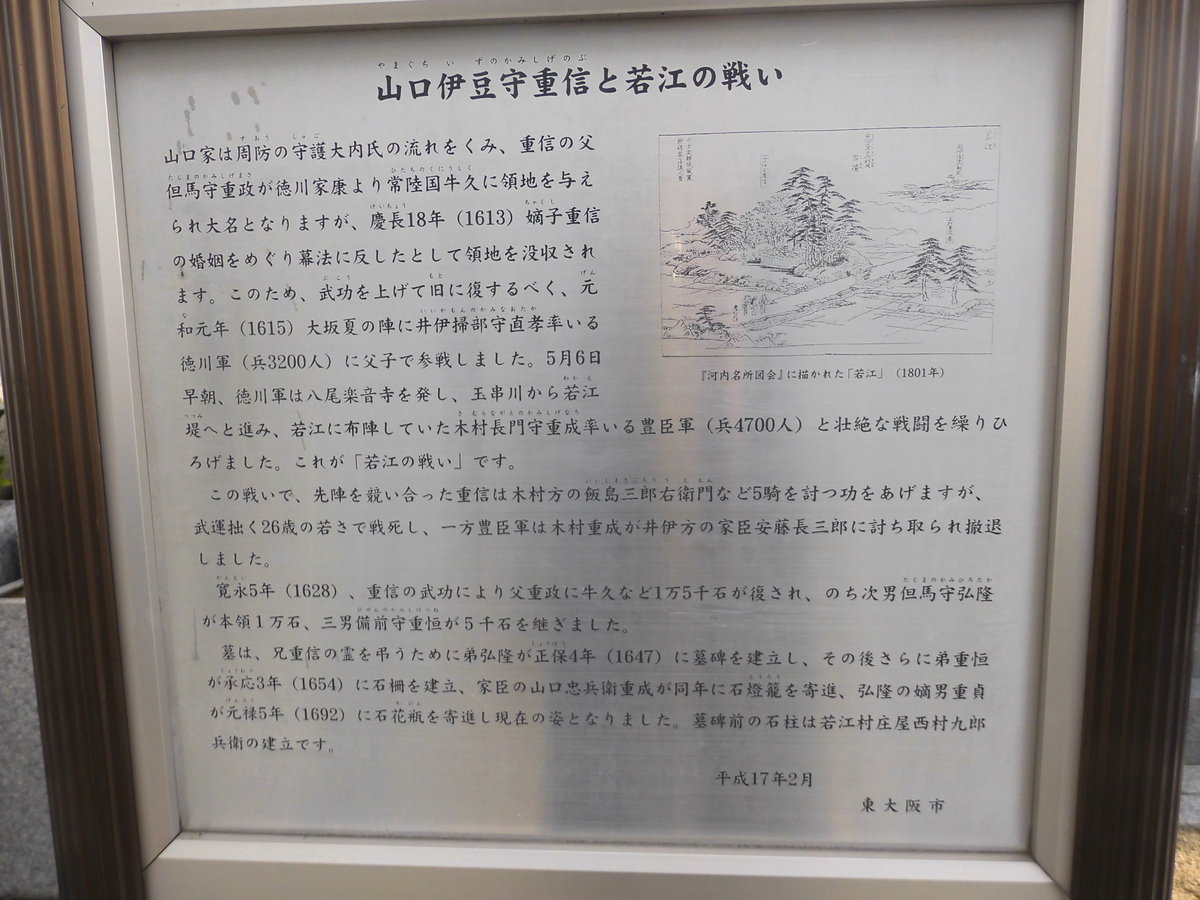 山口伊豆守重信と若江の戦い
山口家は周防の守護大内氏の流れをくみ、重信の父
但馬守重政が徳川家康より常陸国牛久に領地を与え
られ大名となりますが、慶長18年（1613）嫡子重信
の婚姻をめぐり幕法に反したとして領地を没収され
ます。このため、武功を上げて旧に復するべく、元
和元年（1615）大坂夏の陣に井伊掃部守直孝率いる
徳川軍（兵3200人）に父子で参戦しました。5月6日
早朝、徳川軍は八尾楽音寺を発し、玉串川から若江
堤へと進み、若江に布陣していた木村長門守重成率いる豊臣軍（兵4700人）と壮絶な戦闘を繰りひ
ろげました。これが「若江の戦い」です。
この戦いで、先陣を競い合った重信は木村方の飯島三郎右衛門など5騎を討つ功をあげますが、
武運拙く26歳の若さで戦死し、一方豊臣軍は木村重成が井伊方の家臣安藤長三郎に討ち取られ撤退
しました。
寛永5年（1628）、重信の武功により父重政に牛久など1万5千石が復され、のち次男但馬守弘隆
が本領１万石、三男備前守重恒が５千石を継ぎました。
墓は、兄重信の霊を弔うために弟弘隆が正保4年（1647）に墓碑を建立し、その後さらに弟重恒
が承応3年（1654）に石柵を建立、家臣の山口忠兵衛重成が同年に石燈籠を寄進、弘隆の嫡男重貞
が元禄5年（1692）に石花瓶を寄進し現在の姿となりました。墓碑前の石柱は若江村庄屋西村九郎
兵衛の建立です。
『河内名所図会』に描かれた「若江」（1801年）
平成17年2月
東大阪市